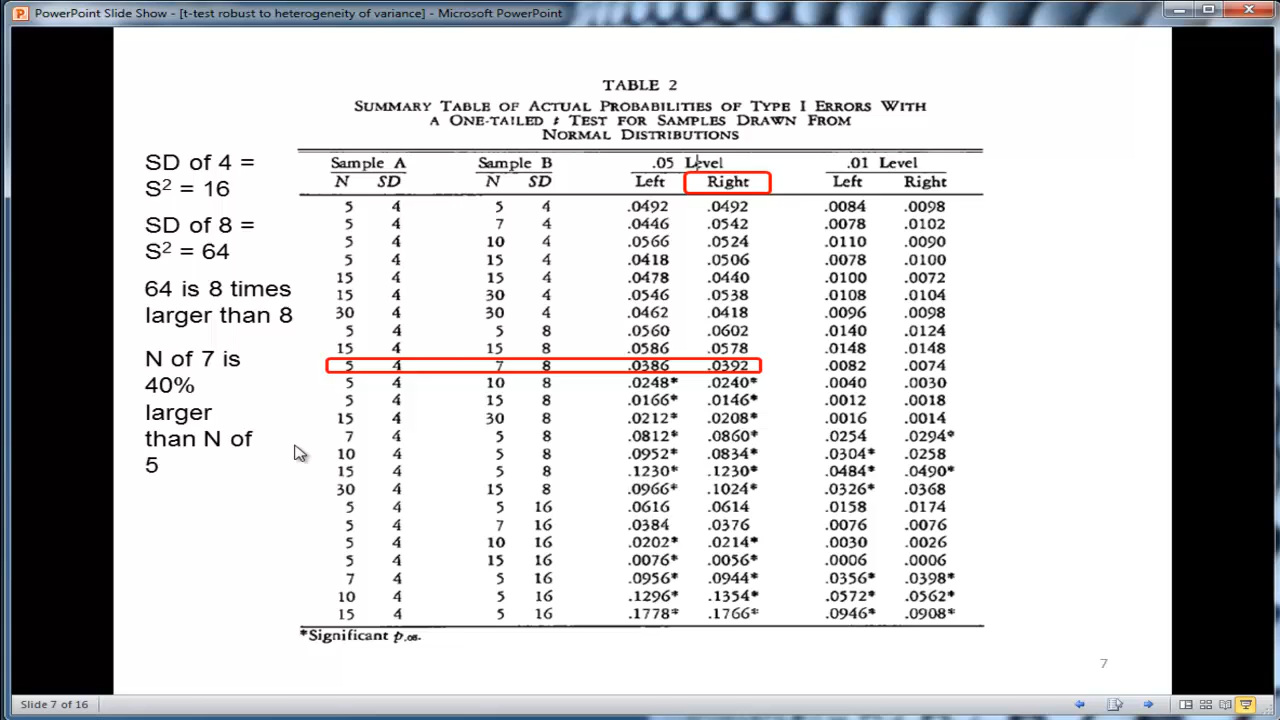 PowerPoint Slide Show - [t-test robust to heterogeneity of variance] - Microsoft PowerPoint
TABLE 2
SUMMARY TABLE OF ACTUAL PROBABILITIES OF TYPE I ERRORS WITH
A ONE-TAILED t TEST FOR SAMPLES DRAWN FROM
NORMAL DISTRIBUTIONS
SD of 4 =
S² = 16
SD of 8 =
S² = 64
64 is 8 times
larger than 8
N of 7 is
40%
larger
than N of
5
Sample A Sample B .05 Level .01 Level
N SD N SD Left Right Left Right
5 4 5 4 .0492 .0492 .0084 .0098
5 4 7 4 .0446 .0542 .0078 .0102
5 4 10 4 .0566 .0524 .0110 .0090
5 4 15 4 .0418 .0506 .0078 .0100
15 4 15 4 .0478 .0440 .0100 .0072
15 4 30 4 .0546 .0538 .0108 .0104
30 4 30 4 .0462 .0418 .0096 .0098
5 4 5 8 .0560 .0602 .0140 .0124
15 4 15 8 .0586 .0578 .0148 .0148
5 4 7 8 .0386 .0392 .0082 .0074
5 4 10 8 .0248* .0240* .0040 .0030
5 4 15 8 .0166* .0146* .0012 .0018
15 4 30 8 .0212* .0208* .0016 .0014
7 4 5 8 .0812* .0860* .0254 .0294*
10 4 5 8 .0952* .0834* .0304* .0258
15 4 5 8 .1230* .1230* .0484* .0490*
30 4 15 8 .0966* .1024* .0326* .0368
5 4 5 16 .0616 .0614 .0158 .0174
5 4 7 16 .0384 .0376 .0076 .0076
5 4 10 16 .0202* .0214* .0030 .0026
5 4 15 16 .0076* .0056* .0006 .0006
7 4 5 16 .0956* .0944* .0356* .0398*
10 4 5 16 .1296* .1354* .0572* .0562*
15 4 5 16 .1778* .1766* .0946* .0908*
*Significant p.05.
7
Slide 7 of 16